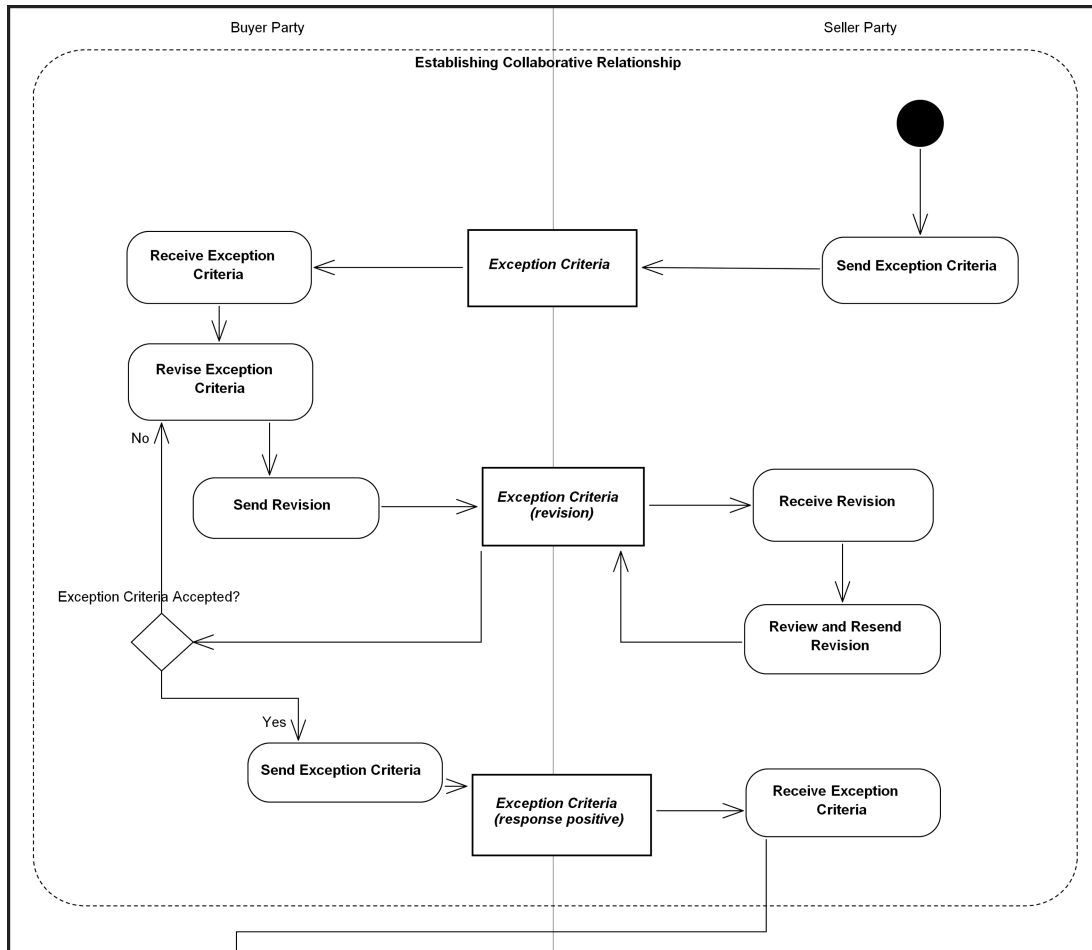 Buyer Party
Seller Party
Establishing Collaborative Relationship
Receive Exception
Criteria
Exception Criteria
Send Exception Criteria
Revise Exception
Criteria
No
Send Revision
Exception Criteria
(revision)
Receive Revision
Exception Criteria Accepted?
Review and Resend
Revision
Yes
Send Exception Criteria
Exception Criteria
(response positive)
Receive Exception
Criteria